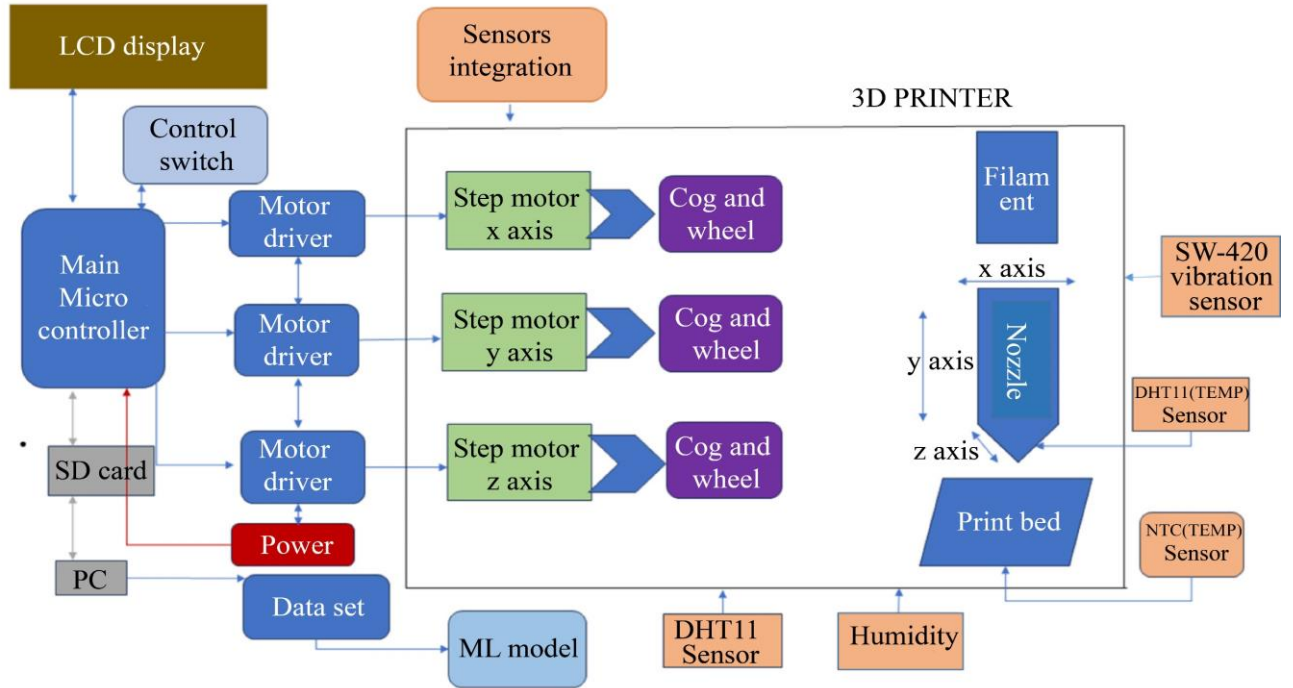 LCD display
Sensors
integration
3D PRINTER
Control
switch
Filam
ent
Motor
driver
Step motor
x axis
Cog and
wheel
Main
Micro
controller
x axis
SW-420
vibration
sensor
Motor
driver
Step motor
y axis
Cog and
wheel
y axis
Nozzle
DHT11(TEMP)
Sensor
Motor
driver
Step motor
z axis
Cog and
wheel
z axis
SD card
Print bed
NTC(TEMP)
Sensor
Power
PC
Data set
ML model
DHT11
Sensor
Humidity